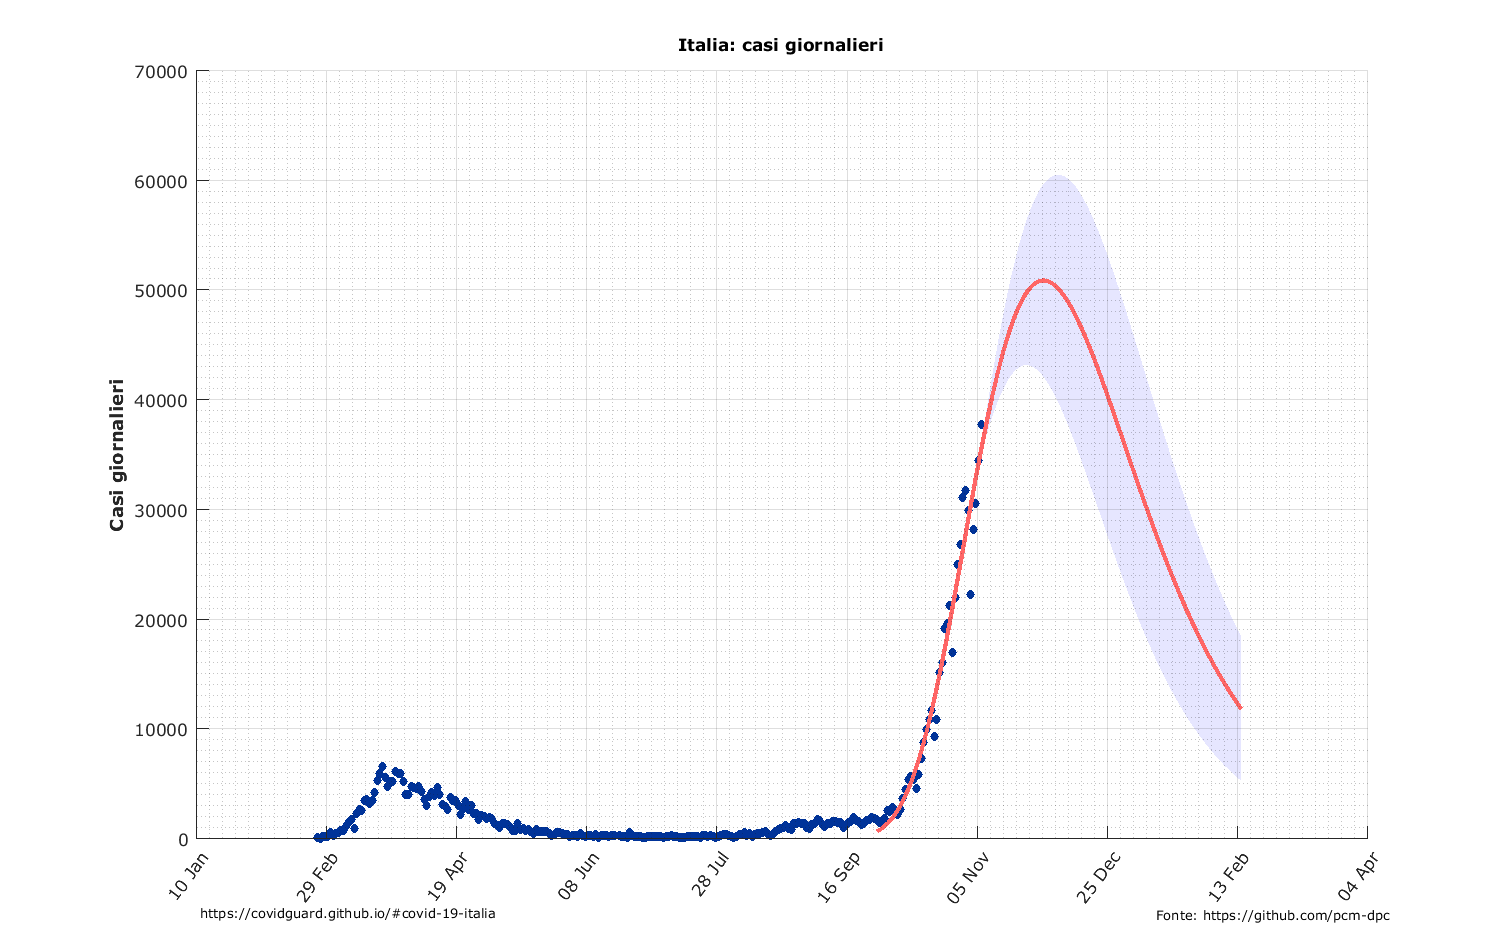 Italia: casi giornalieri
70000
60000
50000
40000
30000
20000
10000
0
Casi giornalieri
10 Jan
29 Feb
19 Apr
08 Jun
28 Jul
16 Sep
05 Nov
25 Dec
13 Feb
04 Apr
https://covidguard.github.io/#covid-19-italia
Fonte: https://github.com/pcm-dpc